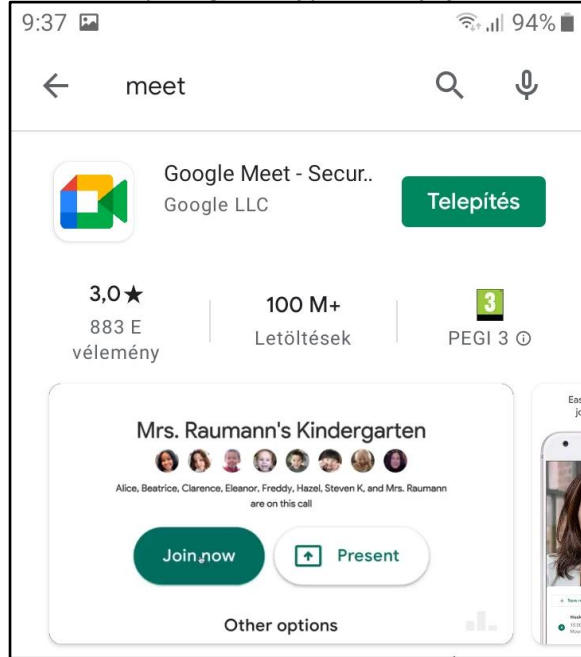 9:37 94%
meet
Google Meet - Secur..
Google LLC
Telepítés
3,0★
883 E
vélemény
100 M+
Letöltések
3
PEGI 3
Mrs. Raumann's Kindergarten
Alice, Beatrice, Clarence, Eleanor, Freddy, Hazel, Steven K, and Mrs. Raumann
are on this call
Join now
Present
Other options